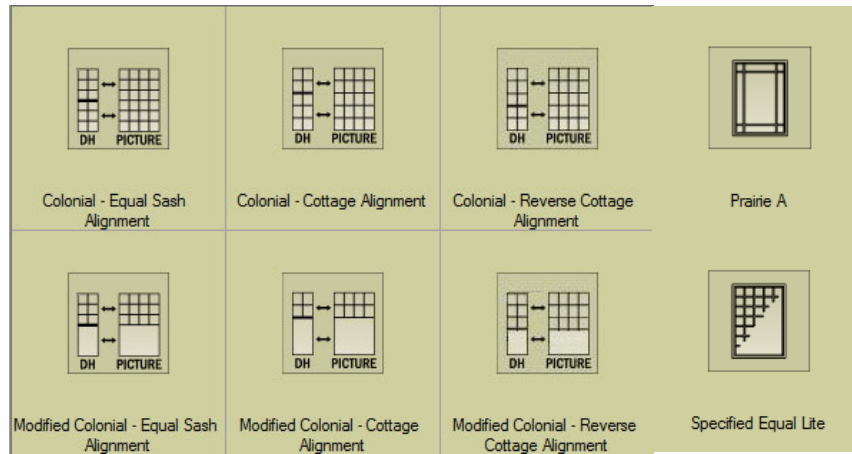 DH PICTURE
DH PICTURE
DH PICTURE
Colonial - Equal Sash
Alignment
Colonial - Cottage Alignment
Colonial - Reverse Cottage
Alignment
Prairie A
DH PICTURE
DH PICTURE
DH PICTURE
Modified Colonial - Equal Sash
Alignment
Modified Colonial - Cottage
Alignment
Modified Colonial - Reverse
Cottage Alignment
Specified Equal Lite